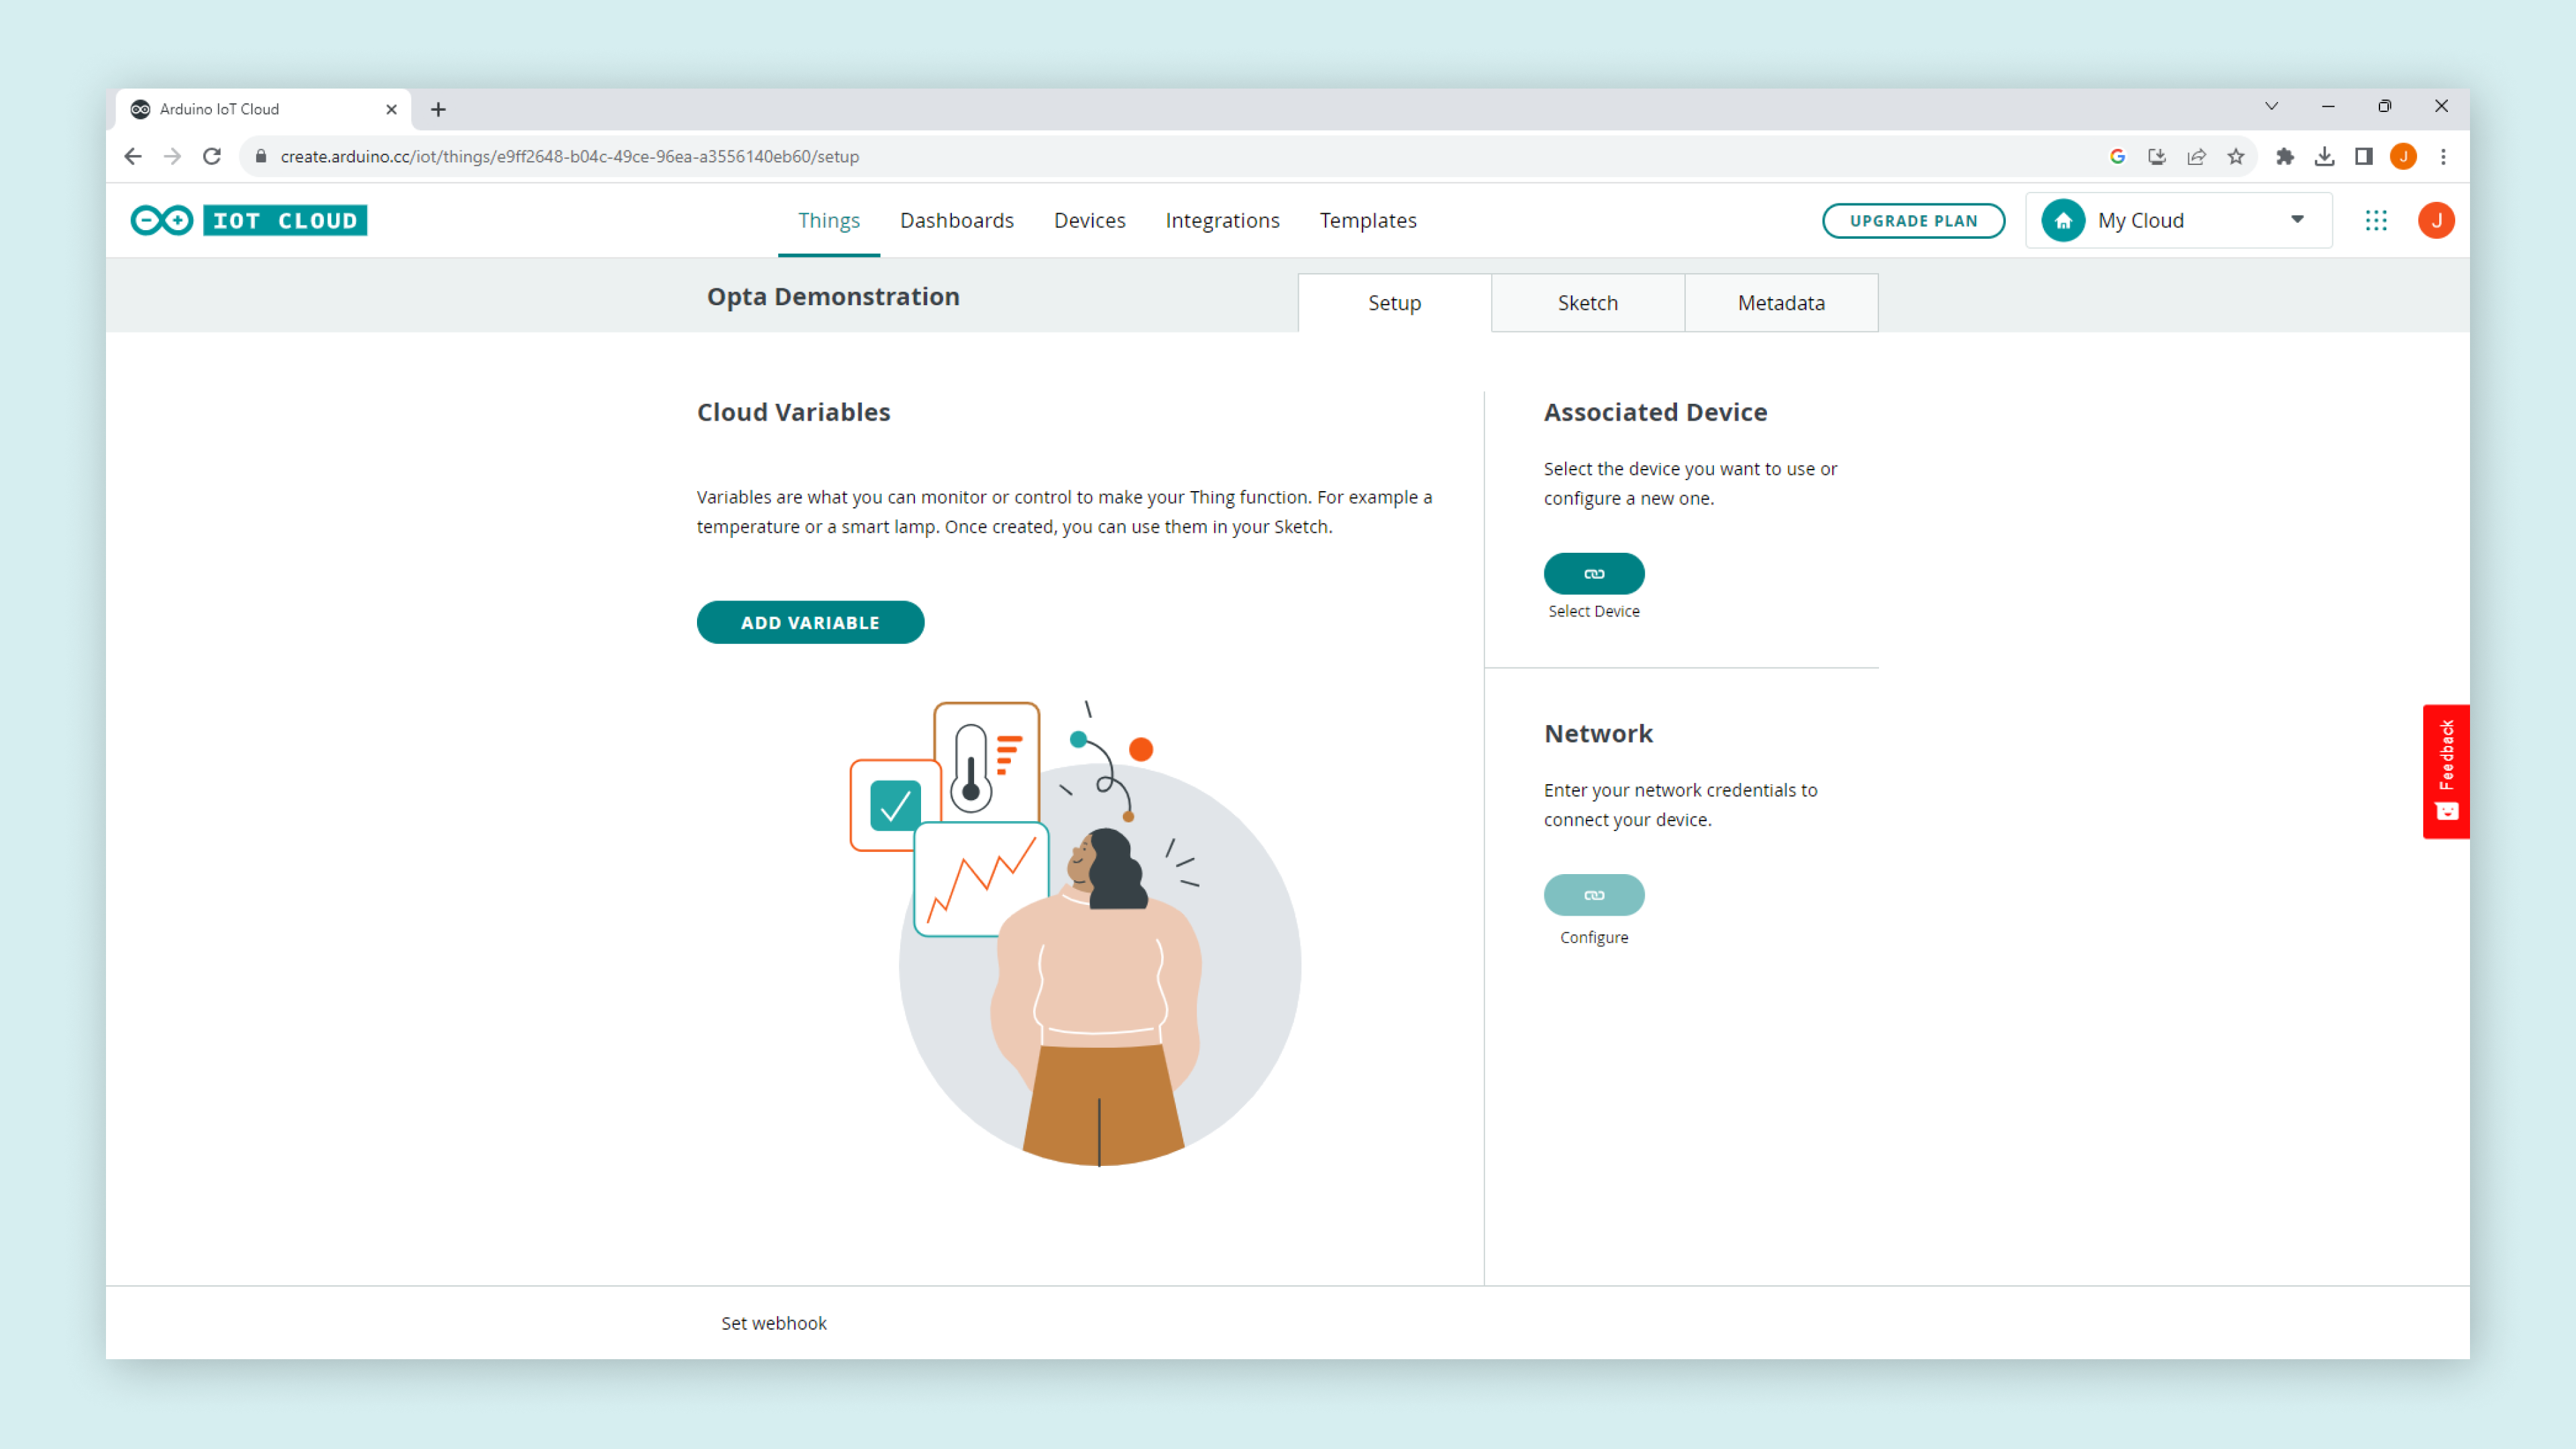 Arduino IoT Cloud
create.arduino.cc/iot/things/e9ff2648-b04c-49ce-96ea-a3556140eb60/setup
J
IOT CLOUD
Things
Dashboards
Devices
Integrations
Templates
UPGRADE PLAN
My Cloud
J
Opta Demonstration
Setup
Sketch
Metadata
Cloud Variables
Variables are what you can monitor or control to make your Thing function. For example a
temperature or a smart lamp. Once created, you can use them in your Sketch.
ADD VARIABLE
Associated Device
Select the device you want to use or
configure a new one.
Select Device
Network
Enter your network credentials to
connect your device.
Configure
Feedback
Set webhook